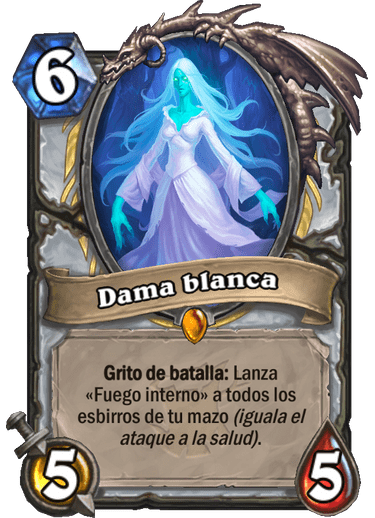 6
Dama blanca
Grito de batalla: Lanza
«Fuego interno» a todos los
esbirros de tu mazo (iguala el
ataque a la salud).
5
5